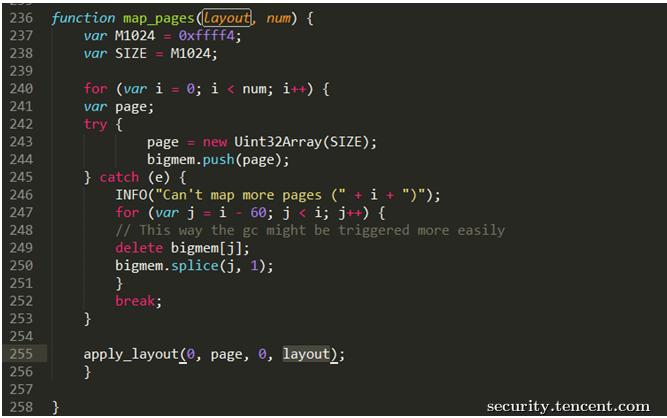 236 function map_pages(layout, num) {
237 var M1024 = 0xffff4;
238 var SIZE = M1024;
239
240 for (var i = 0; i < num; i++) {
241 var page;
242 try {
243 page = new Uint32Array(SIZE);
244 bigmem.push(page);
245 } catch (e) {
246 INFO("Can't map more pages (" + i + ")");
247 for (var j = i - 60; j < i; j++) {
248 // This way the gc might be triggered more easily
249 delete bigmem[j];
250 bigmem.splice(j, 1);
251 }
252 break;
253 }
254
255 apply_layout(0, page, 0, layout);
256 }
257
258 }
security.tencent.com